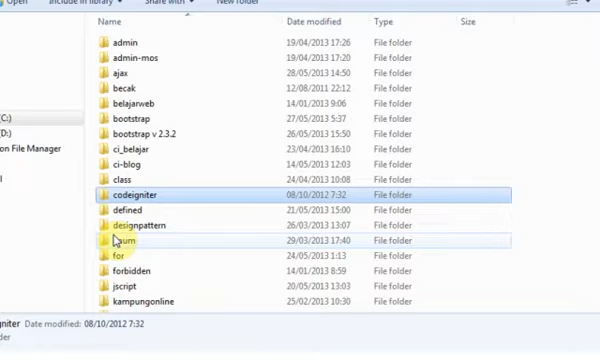 Open Include in library Share with New folder
Name Date modified Type Size
admin 19/04/2013 17:26 File folder
admin-mos 19/04/2013 17:20 File folder
ajax 28/05/2013 14:50 File folder
becak 12/08/2011 22:12 File folder
belajarweb 14/01/2013 9:06 File folder
bootstrap 27/05/2013 5:37 File folder
bootstrap v 2.3.2 26/05/2013 15:50 File folder
ci_belajar 23/04/2013 16:10 File folder
ci-blog 14/05/2013 12:03 File folder
class 24/04/2013 10:08 File folder
codeigniter 08/10/2012 7:32 File folder
defined 21/05/2013 15:00 File folder
designpattern 26/03/2013 13:07 File folder
29/03/2013 17:40 File folder
for 24/05/2013 1:13 File folder
forbidden 14/01/2013 8:59 File folder
jscript 20/05/2013 13:03 File folder
kampungonline 25/02/2013 10:30 File folder
(C:)
(D:)
on File Manager
gniter Date modified: 08/10/2012 7:32
der